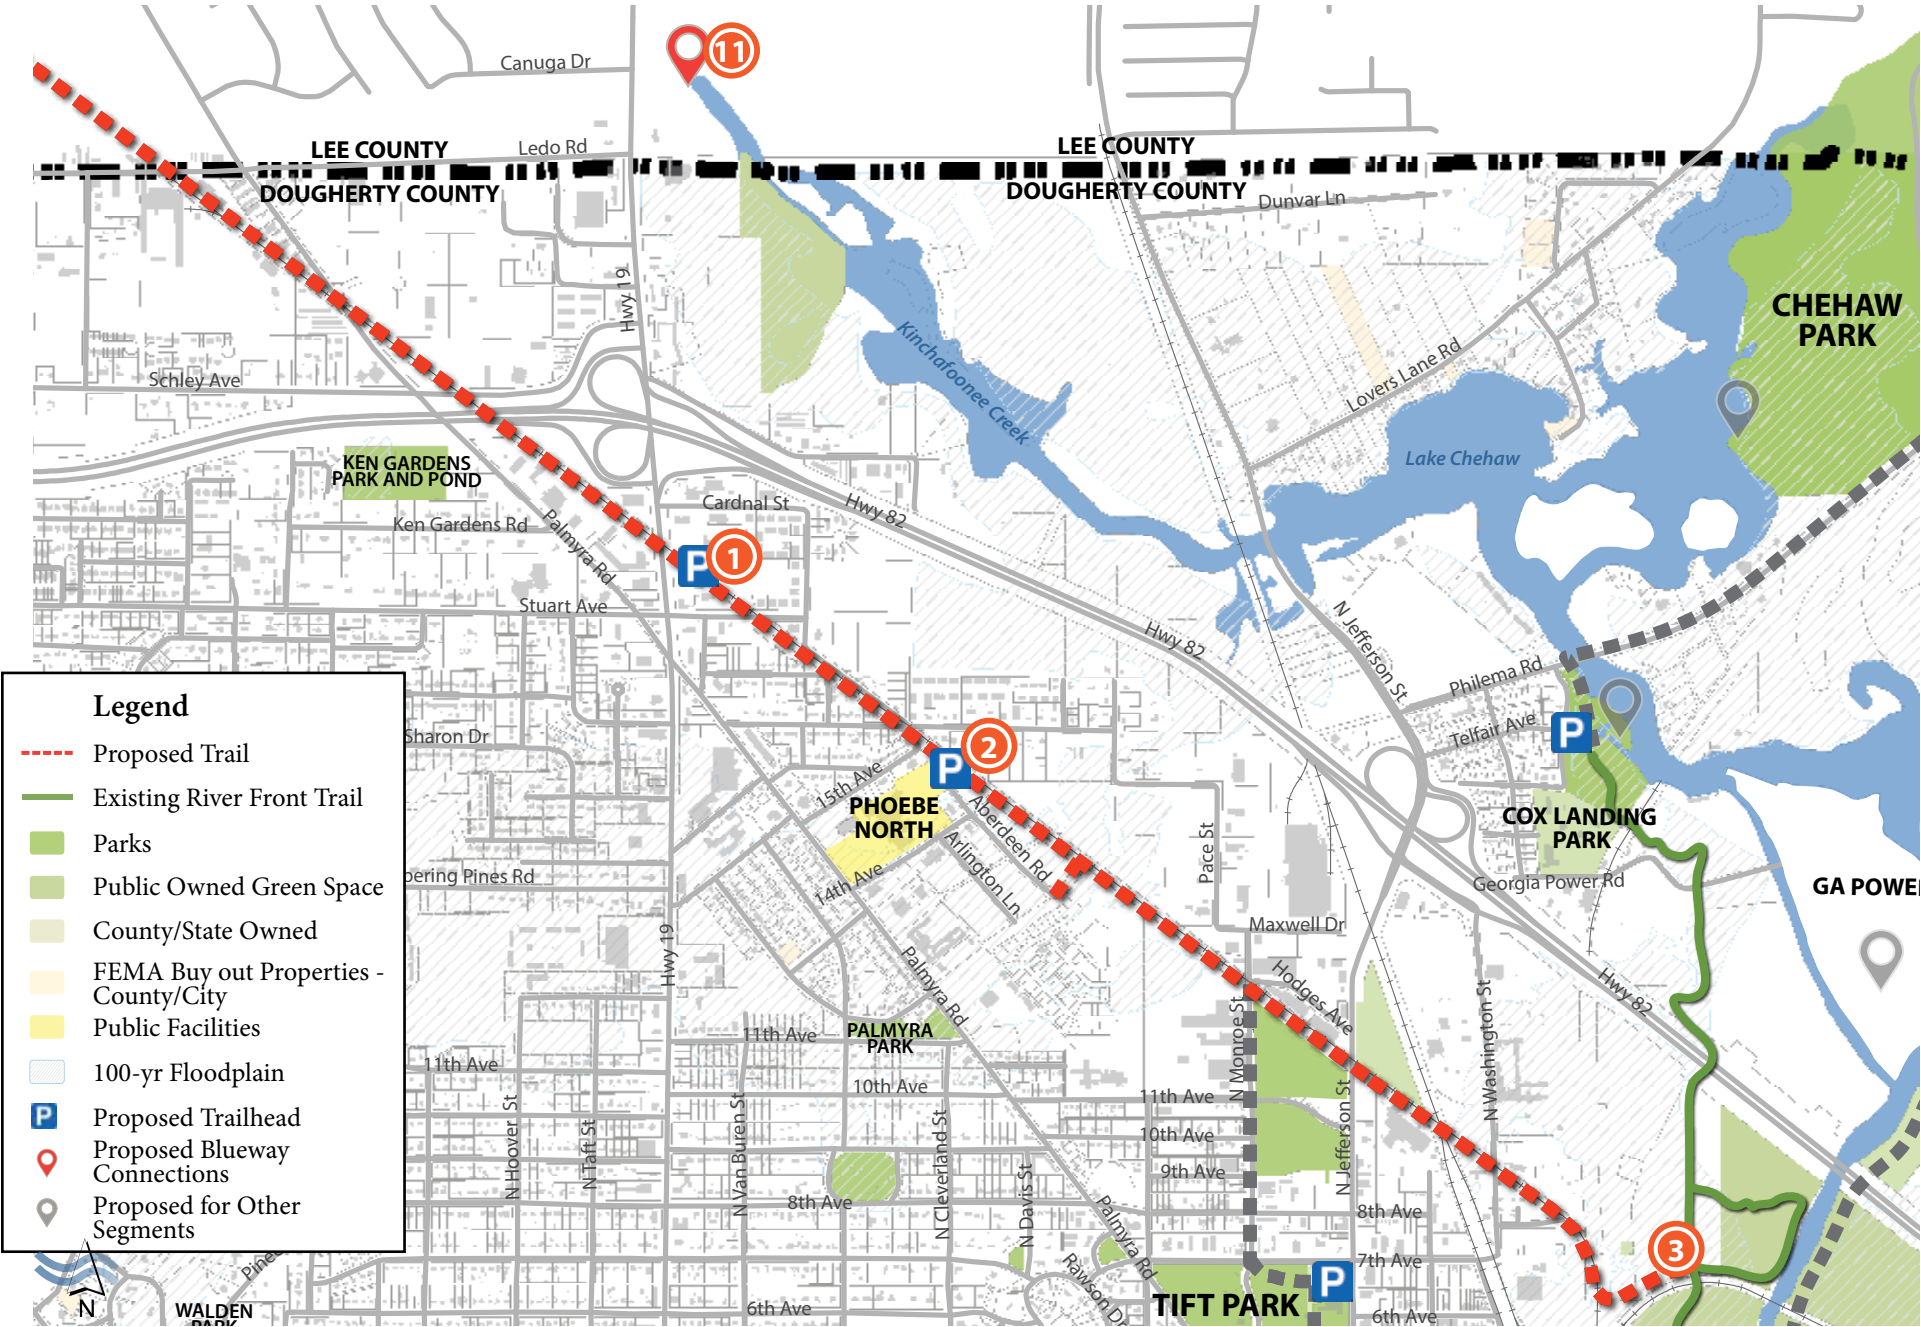 11
Canuga Dr
LEE COUNTY
Ledo Rd
LEE COUNTY
DOUGHERTY COUNTY
DOUGHERTY COUNTY
Dunvar Ln
Hwy 19
CHEHAW
PARK
Kinchafoonee Creek
Schley Ave
Lovers Lane Rd
Lake Chehaw
KEN GARDENS
PARK AND POND
Cardnal St
Hwy 82
Ken Gardens Rd
Palmyra Rd
P
1
Stuart Ave
Hwy 82
N Jefferson St
Philema Rd
Telfair Ave
P
Legend
Proposed Trail
Existing River Front Trail
Parks
Public Owned Green Space
County/State Owned
FEMA Buy out Properties -
County/City
Public Facilities
100-yr Floodplain
P
Proposed Trailhead
Proposed Blueway
Connections
Proposed for Other
Segments
Sharon Dr
2
P
15th Ave
PHOEBE
NORTH
Aberdeen Rd
Arlington Ln
14th Ave
Pace St
COX LANDING
PARK
Georgia Power Rd
GA POWE
pering Pines Rd
Maxwell Dr
Hwy 19
Palmyra Rd
Hodges Ave
Hwy 82
N Monroe St
N Washington St
11th Ave
PALMYRA
PARK
11th Ave
10th Ave
11th Ave
10th Ave
9th Ave
N Hoover St
N Taft St
N Van Buren St
N Cleverland St
N Davis St
N Jefferson St
8th Ave
8th Ave
Palmyra Rd
7th Ave
3
Rawson Dr
P
TIFT PARK
6th Ave
6th Ave
Pine
N
WALDEN
PARK